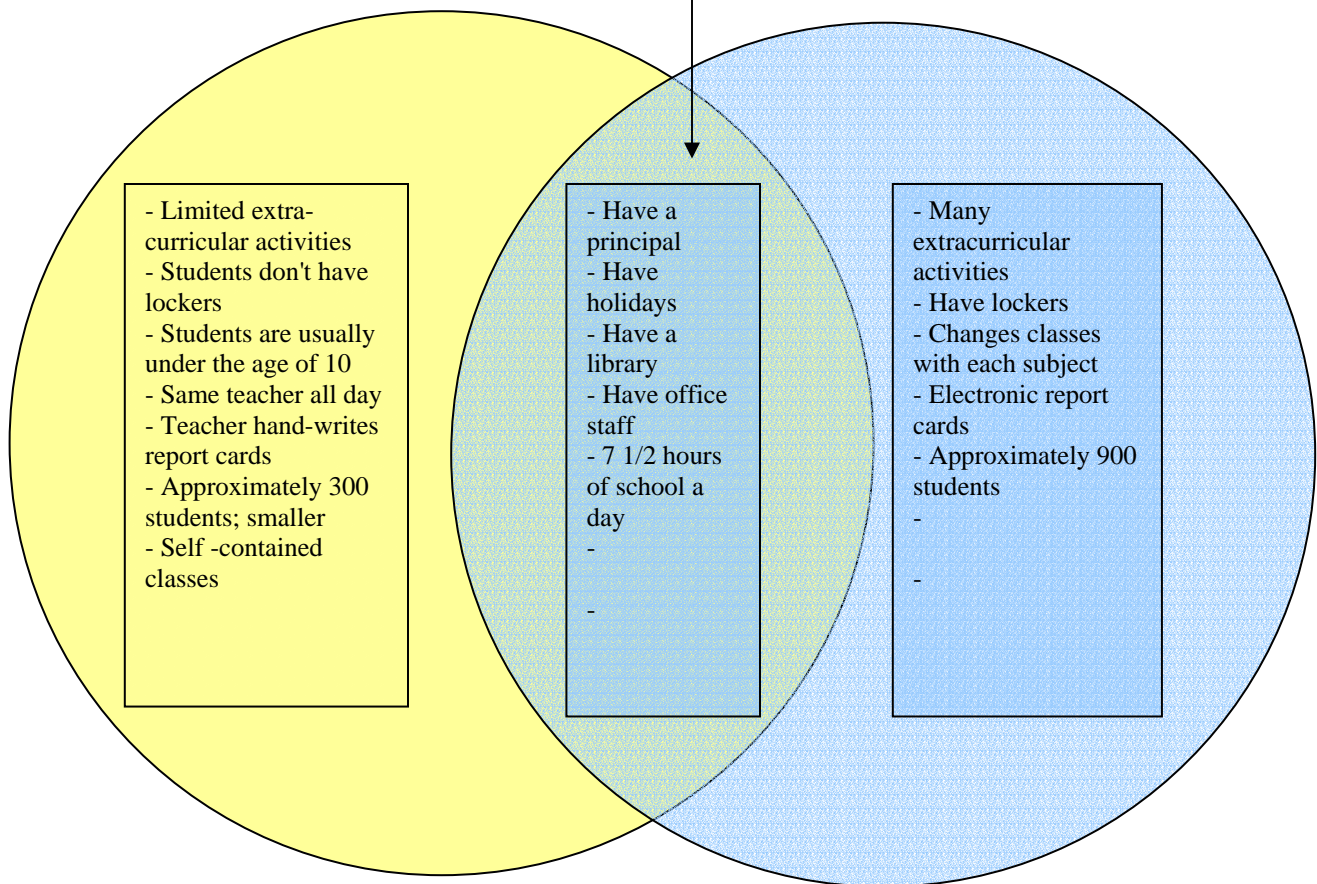 - Limited extra-
curricular activities
- Students don't have
lockers
- Students are usually
under the age of 10
- Same teacher all day
- Teacher hand-writes
report cards
- Approximately 300
students; smaller
- Self -contained
classes
- Have a
principal
- Have
holidays
- Have a
library
- Have office
staff
- 7 1/2 hours
of school a
day
-
-
- Many
extracurricular
activities
- Have lockers
- Changes classes
with each subject
- Electronic report
cards
- Approximately 900
students
-
-